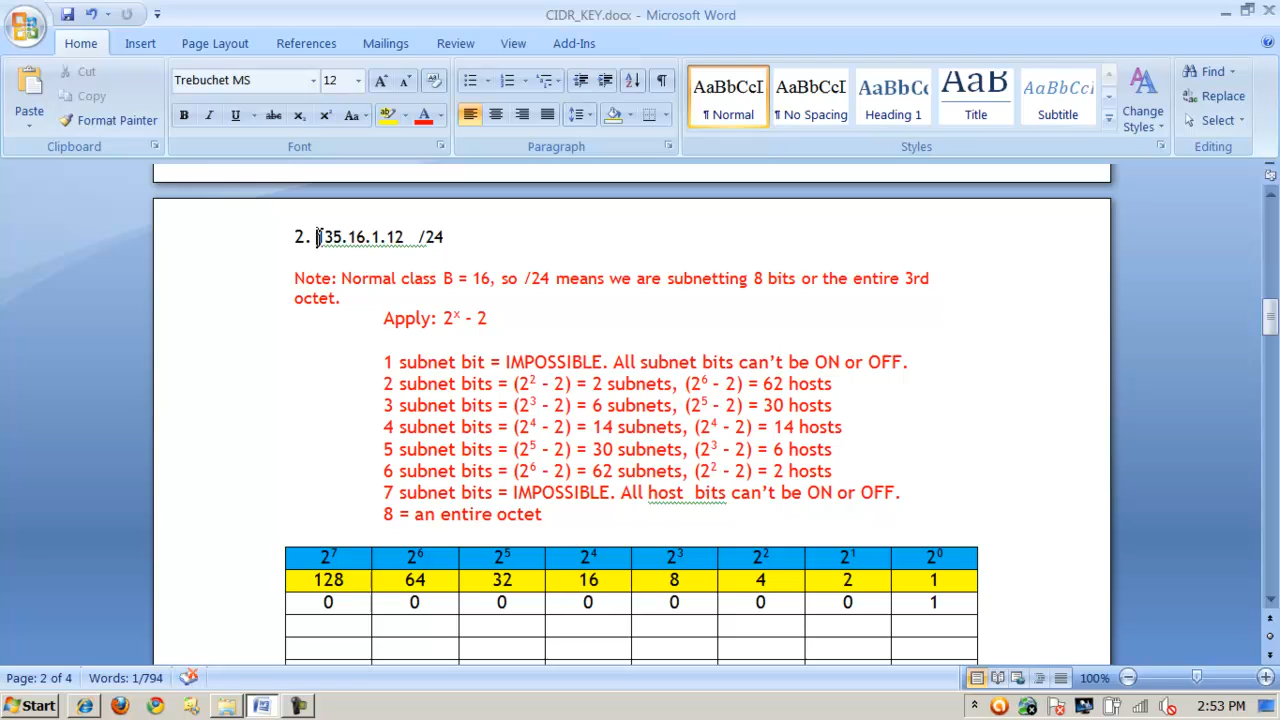 CIDR_KEY.docx - Microsoft Word
Home Insert Page Layout References Mailings Review View Add-Ins
Paste
Cut
Copy
Format Painter
Clipboard
Trebuchet MS 12
B I U abc x₂ x² Aa
Font
Paragraph
AaBbCcI AaBbCcI AaBbCc AaB AaBbCcI
¶ Normal ¶ No Spacing Heading 1 Title Subtitle
Change Styles
Styles
Find
Replace
Select
Editing
2. 135.16.1.12 /24
Note: Normal class B = 16, so /24 means we are subnetting 8 bits or the entire 3rd
octet.
Apply: 2ˣ - 2
1 subnet bit = IMPOSSIBLE. All subnet bits can’t be ON or OFF.
2 subnet bits = (2² - 2) = 2 subnets, (2⁶ - 2) = 62 hosts
3 subnet bits = (2³ - 2) = 6 subnets, (2⁵ - 2) = 30 hosts
4 subnet bits = (2⁴ - 2) = 14 subnets, (2⁴ - 2) = 14 hosts
5 subnet bits = (2⁵ - 2) = 30 subnets, (2³ - 2) = 6 hosts
6 subnet bits = (2⁶ - 2) = 62 subnets, (2² - 2) = 2 hosts
7 subnet bits = IMPOSSIBLE. All host bits can’t be ON or OFF.
8 = an entire octet
2⁷ 2⁶ 2⁵ 2⁴ 2³ 2² 2¹ 2⁰
128 64 32 16 8 4 2 1
0 0 0 0 0 0 0 1
Page: 2 of 4 Words: 1/794 100%
Start 2:53 PM